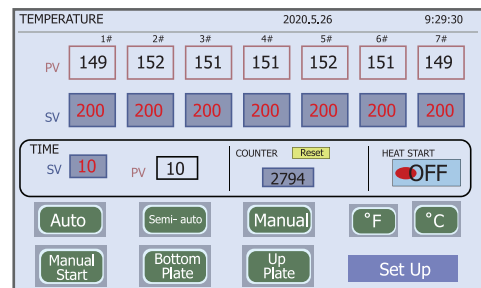 TEMPERATURE 2020.5.26 9:29:30
1# 2# 3# 4# 5# 6# 7#
PV 149 152 151 151 152 151 149
SV 200 200 200 200 200 200 200
TIME COUNTER Reset HEAT START
SV 10 PV 10 2794 OFF
Auto Semi- auto Manual °F °C
Manual Start Bottom Plate Up Plate Set Up